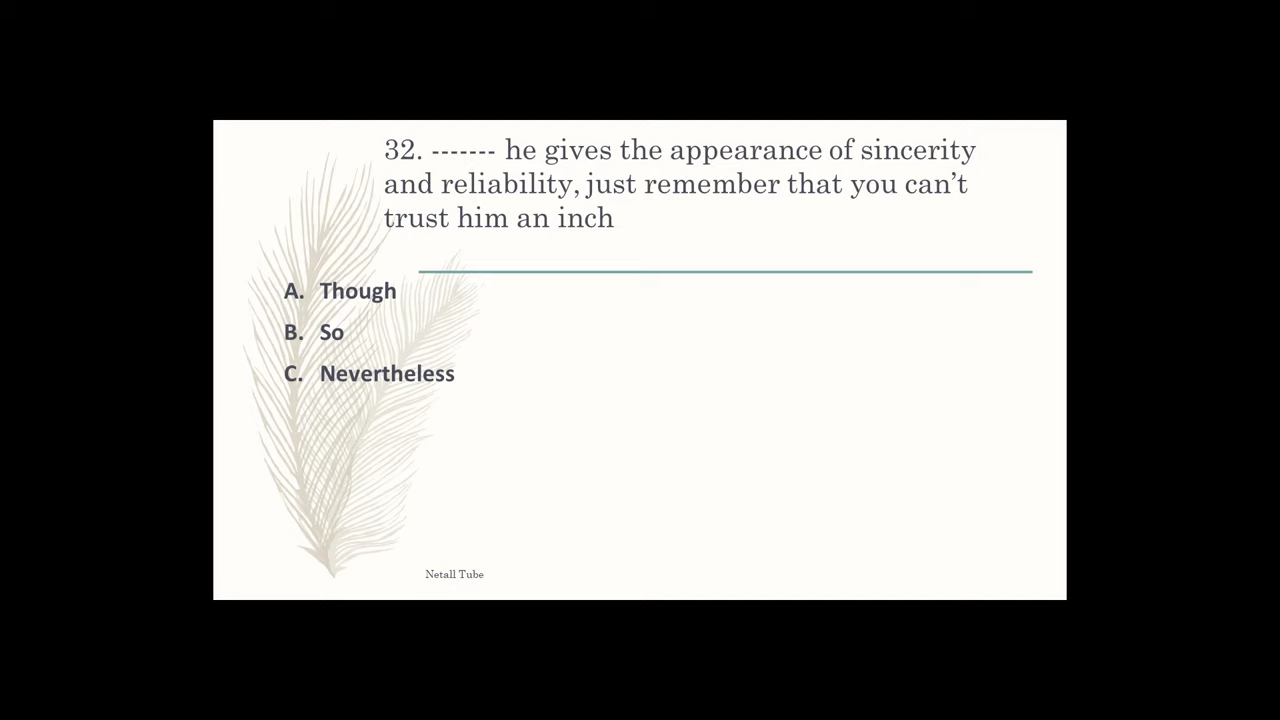 32. ------- he gives the appearance of sincerity
and reliability, just remember that you can’t
trust him an inch
A. Though
B. So
C. Nevertheless
Netall Tube